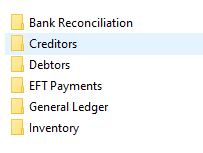 Bank Reconciliation
Creditors
Debtors
EFT Payments
General Ledger
Inventory